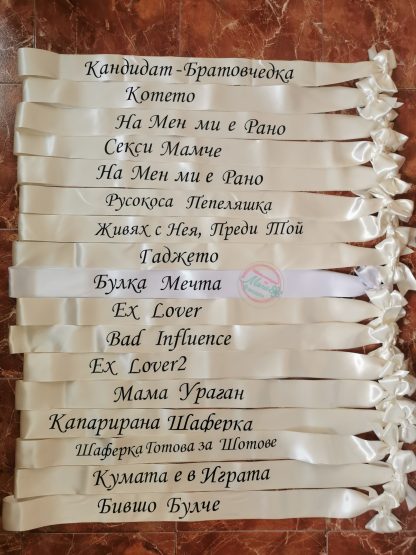 Кандидат-Братовчедка
Котето
На Мен ми е Рано
Секси Мамче
На Мен ми е Рано
Русокоса Пепеляшка
Живях с Нея, Преди Той
Гаджето
Булка Мечта
Ex Lover
Bad Influence
Ex Lover2
Мама Ураган
Капарирана Шаферка
Шаферка Готова за Шотове
Кумата е в Играта
Бившо Булче